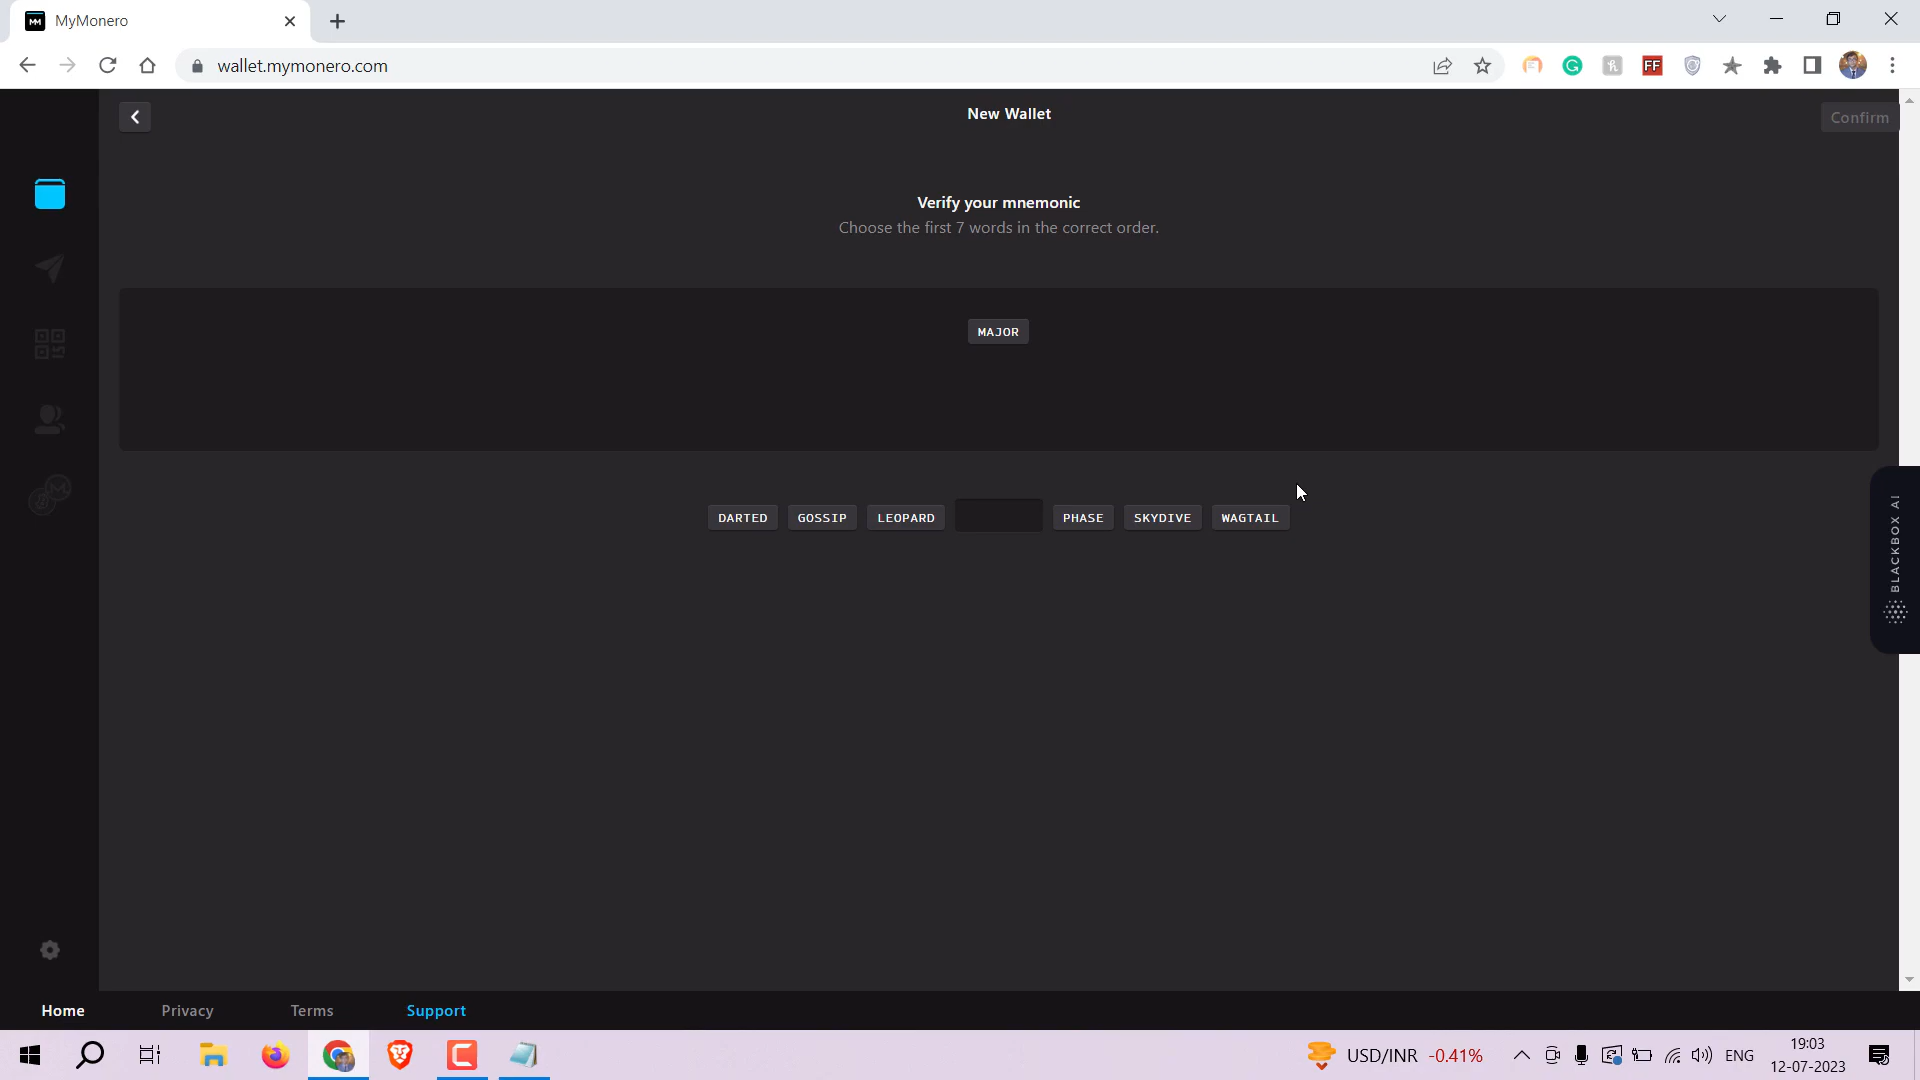 MyMonero
wallet.mymonero.com
New Wallet
Confirm
Verify your mnemonic
Choose the first 7 words in the correct order.
MAJOR
DARTED GOSSIP LEOPARD PHASE SKYDIVE WAGTAIL
BLACKBOX AI
Home Privacy Terms Support
USD/INR -0.41% ENG 19:03
12-07-2023